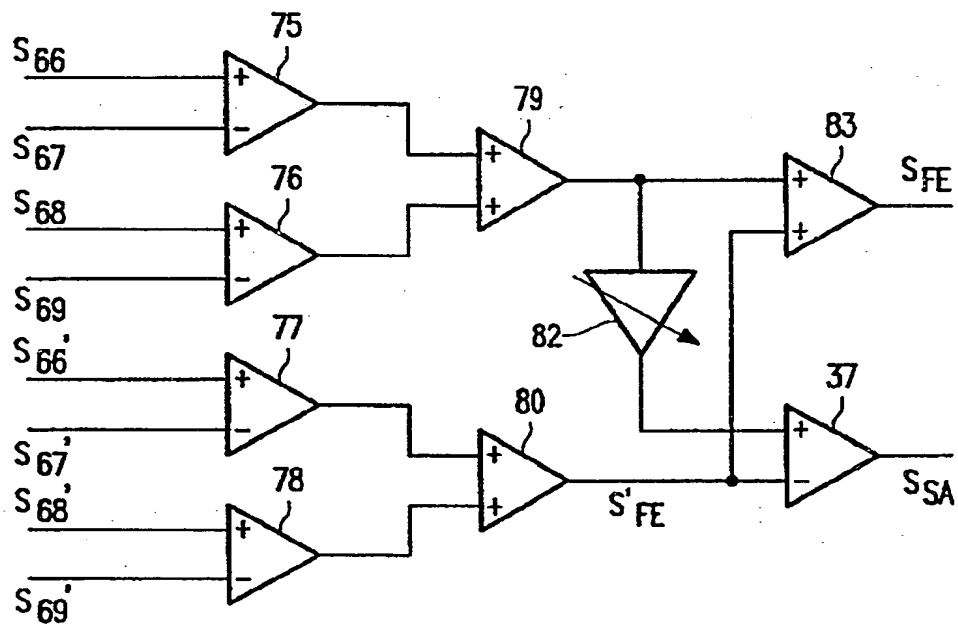 S66
75
+
−
S67
79
+
+
83
+
+
SFE
S68
76
+
−
S69
82
S66'
77
+
−
S67'
80
+
+
S'FE
37
+
−
SSA
S68'
78
+
−
S69'